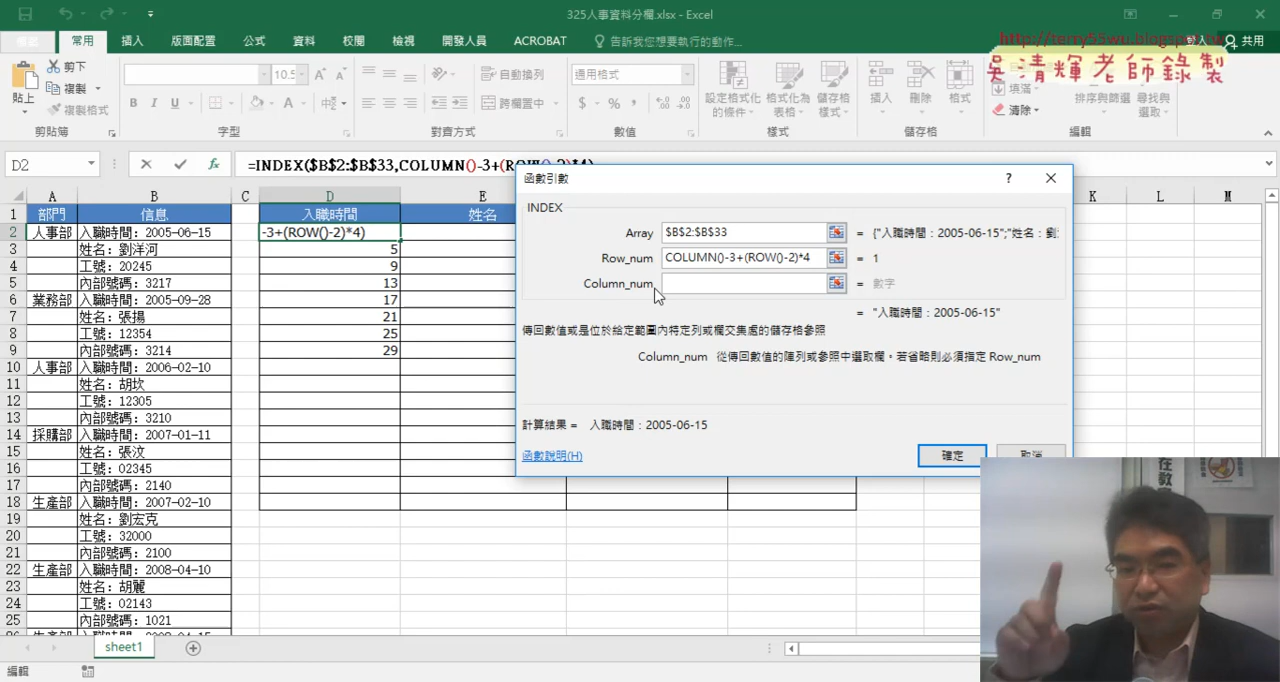 325人事資料分欄.xlsx - Excel
http://terry55wu.blogspot.tw
吳清輝老師錄製
檔案 常用 插入 版面配置 公式 資料 校閱 檢視 開發人員 ACROBAT 告訴我您想要執行的動作... 登入 共用
貼上 剪下 複製 複製格式
10.5
B I U A 中
自動換列 跨欄置中
通用格式
$ % ,
設定格式化的條件 格式化為表格 儲存格樣式
插入 刪除 格式
填滿 清除 排序與篩選 尋找與選取
剪貼簿 字型 對齊方式 數值 樣式 儲存格 編輯
D2 fx =INDEX($B$2:$B$33,COLUMN()-3+(ROW()-2)*4)
A B C D E K L M
1 部門 信息 入職時間 姓名
2 人事部 入職時間：2005-06-15 -3+(ROW()-2)*4)
3 姓名：劉洋河 5
4 工號：20245 9
5 內部號碼：3217 13
6 業務部 入職時間：2005-09-28 17
7 姓名：張揚 21
8 工號：12354 25
9 內部號碼：3214 29
10 人事部 入職時間：2006-02-10
11 姓名：胡坎
12 工號：12305
13 內部號碼：3210
14 採購部 入職時間：2007-01-11
15 姓名：張汶
16 工號：02345
17 內部號碼：2140
18 生產部 入職時間：2007-02-10
19 姓名：劉宏克
20 工號：32000
21 內部號碼：2100
22 生產部 入職時間：2008-04-10
23 姓名：胡麗
24 工號：02143
25 內部號碼：1021
函數引數 ?
INDEX
Array $B$2:$B$33 = {"入職時間：2005-06-15";"姓名：劉
Row_num COLUMN()-3+(ROW()-2)*4 = 1
Column_num = 數字
= "入職時間：2005-06-15"
傳回數值或是位於給定範圍內特定列或欄交集處的儲存格參照
Column_num 從傳回數值的陣列或參照中選取欄。若省略則必須指定 Row_num
計算結果 = 入職時間：2005-06-15
函數說明(H) 確定 取消
sheet1
編輯